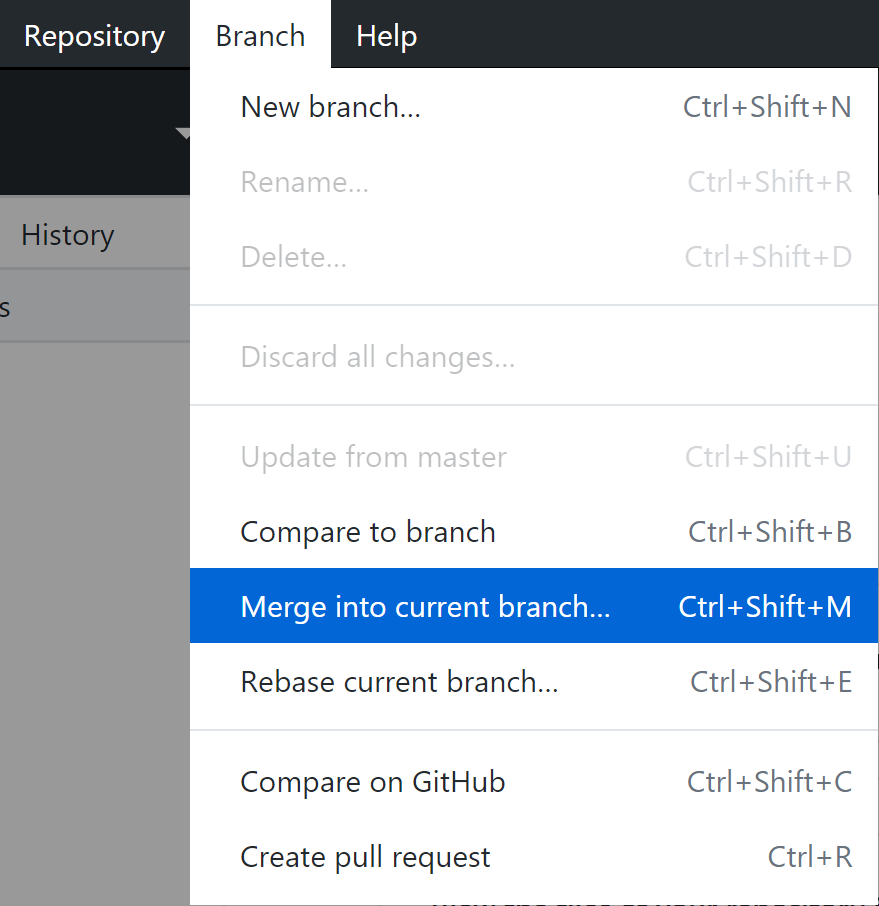 Repository Branch Help
New branch... Ctrl+Shift+N
Rename... Ctrl+Shift+R
Delete... Ctrl+Shift+D
History
s
Discard all changes...
Update from master Ctrl+Shift+U
Compare to branch Ctrl+Shift+B
Merge into current branch... Ctrl+Shift+M
Rebase current branch... Ctrl+Shift+E
Compare on GitHub Ctrl+Shift+C
Create pull request Ctrl+R